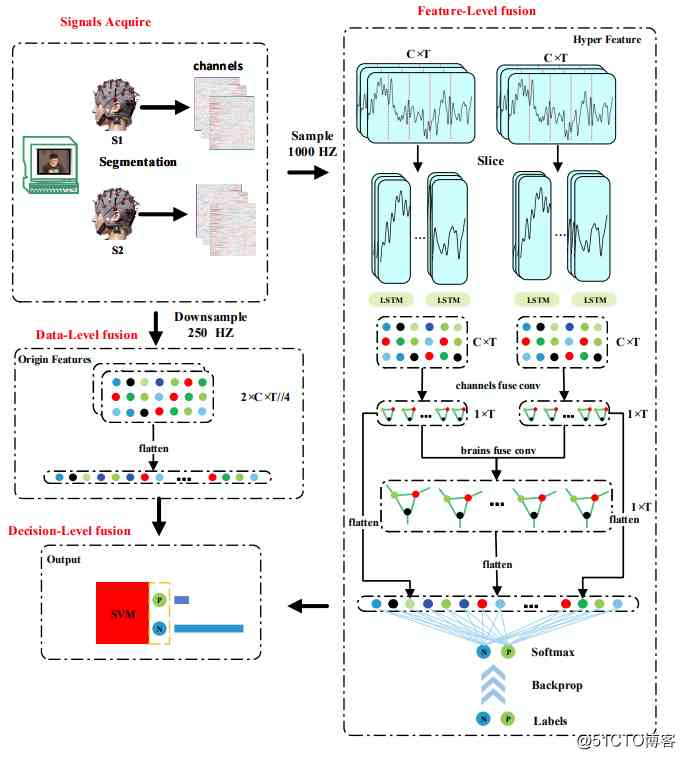 Signals Acquire
channels
S1
Segmentation
S2
Sample
1000 HZ
Downsample
250 HZ
Data-Level fusion
Origin Features
2×C×T//4
flatten
Decision-Level fusion
Output
SVM
P
N
Feature-Level fusion
Hyper Feature
C×T
C×T
Slice
...
...
LSTM
LSTM
LSTM
LSTM
C×T
C×T
channels fuse conv
1×T
1×T
brains fuse conv
1×T
flatten
flatten
flatten
N
P
Softmax
Backprop
N
P
Labels
@51CTO博客